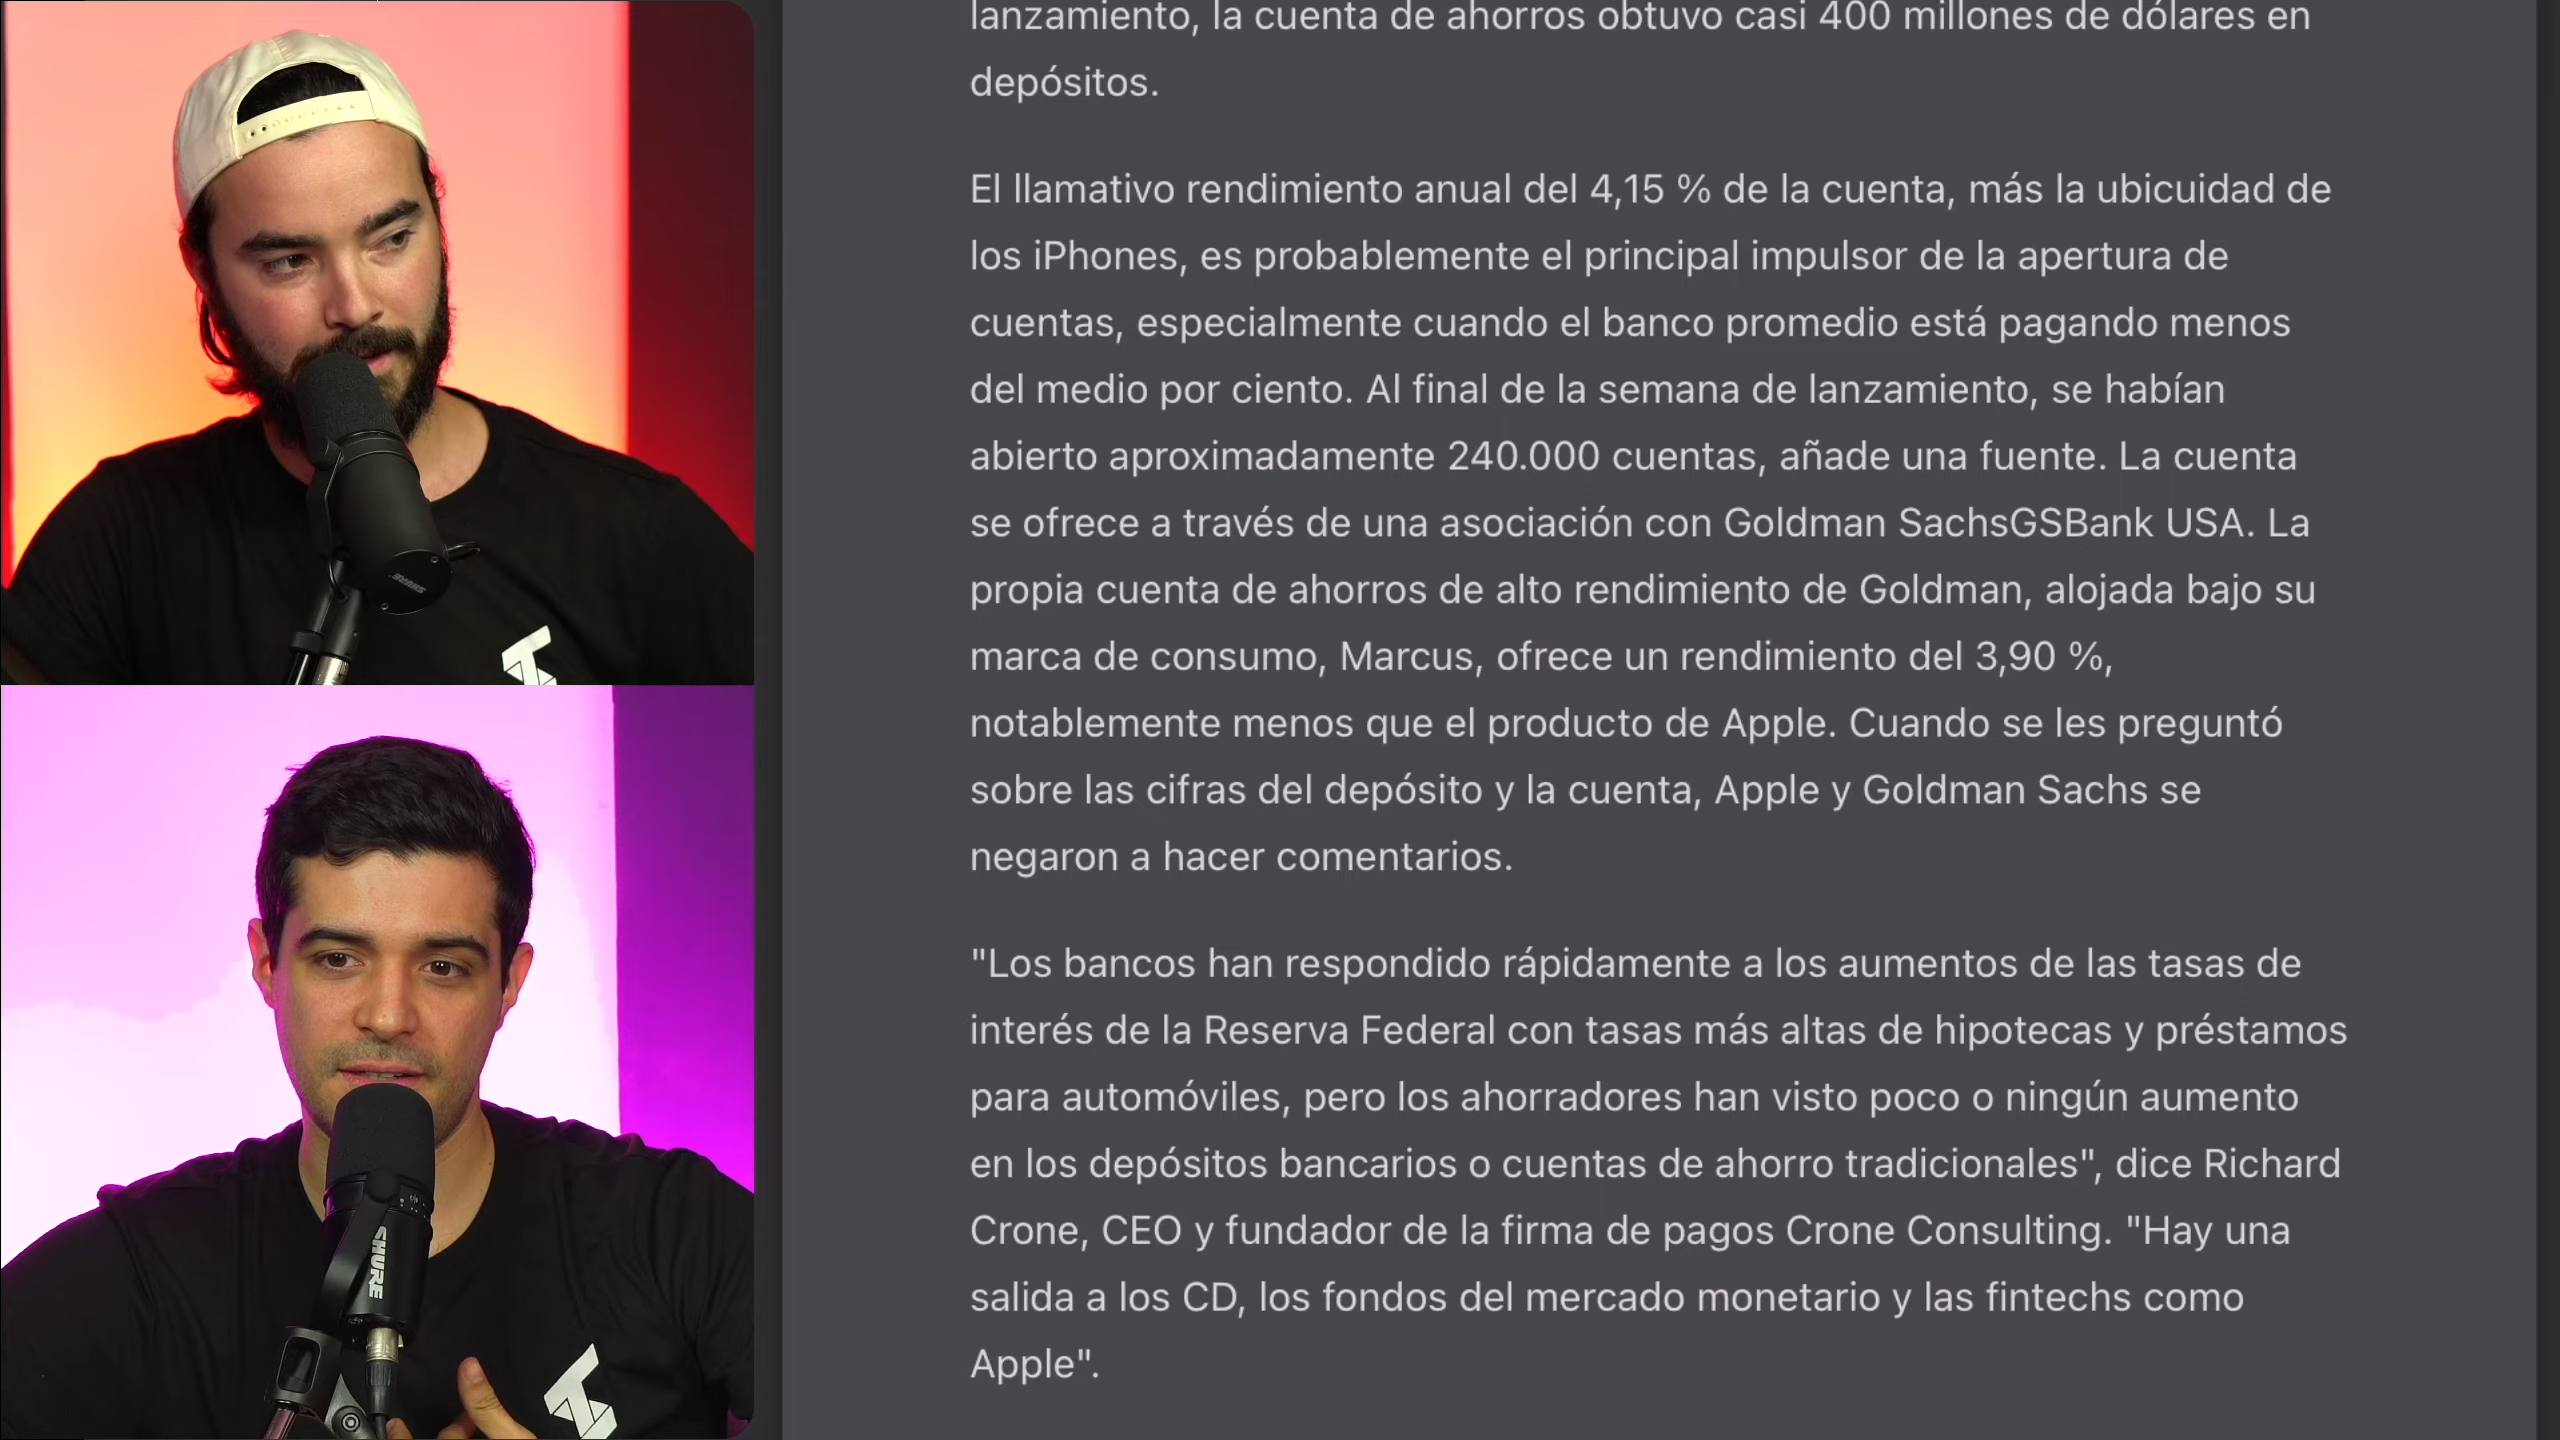 lanzamiento, la cuenta de ahorros obtuvo casi 400 millones de dólares en
depósitos.
El llamativo rendimiento anual del 4,15 % de la cuenta, más la ubicuidad de
los iPhones, es probablemente el principal impulsor de la apertura de
cuentas, especialmente cuando el banco promedio está pagando menos
del medio por ciento. Al final de la semana de lanzamiento, se habían
abierto aproximadamente 240.000 cuentas, añade una fuente. La cuenta
se ofrece a través de una asociación con Goldman SachsGSBank USA. La
propia cuenta de ahorros de alto rendimiento de Goldman, alojada bajo su
marca de consumo, Marcus, ofrece un rendimiento del 3,90 %,
notablemente menos que el producto de Apple. Cuando se les preguntó
sobre las cifras del depósito y la cuenta, Apple y Goldman Sachs se
negaron a hacer comentarios.
"Los bancos han respondido rápidamente a los aumentos de las tasas de
interés de la Reserva Federal con tasas más altas de hipotecas y préstamos
para automóviles, pero los ahorradores han visto poco o ningún aumento
en los depósitos bancarios o cuentas de ahorro tradicionales", dice Richard
Crone, CEO y fundador de la firma de pagos Crone Consulting. "Hay una
salida a los CD, los fondos del mercado monetario y las fintechs como
Apple".
SHURE
SHURE